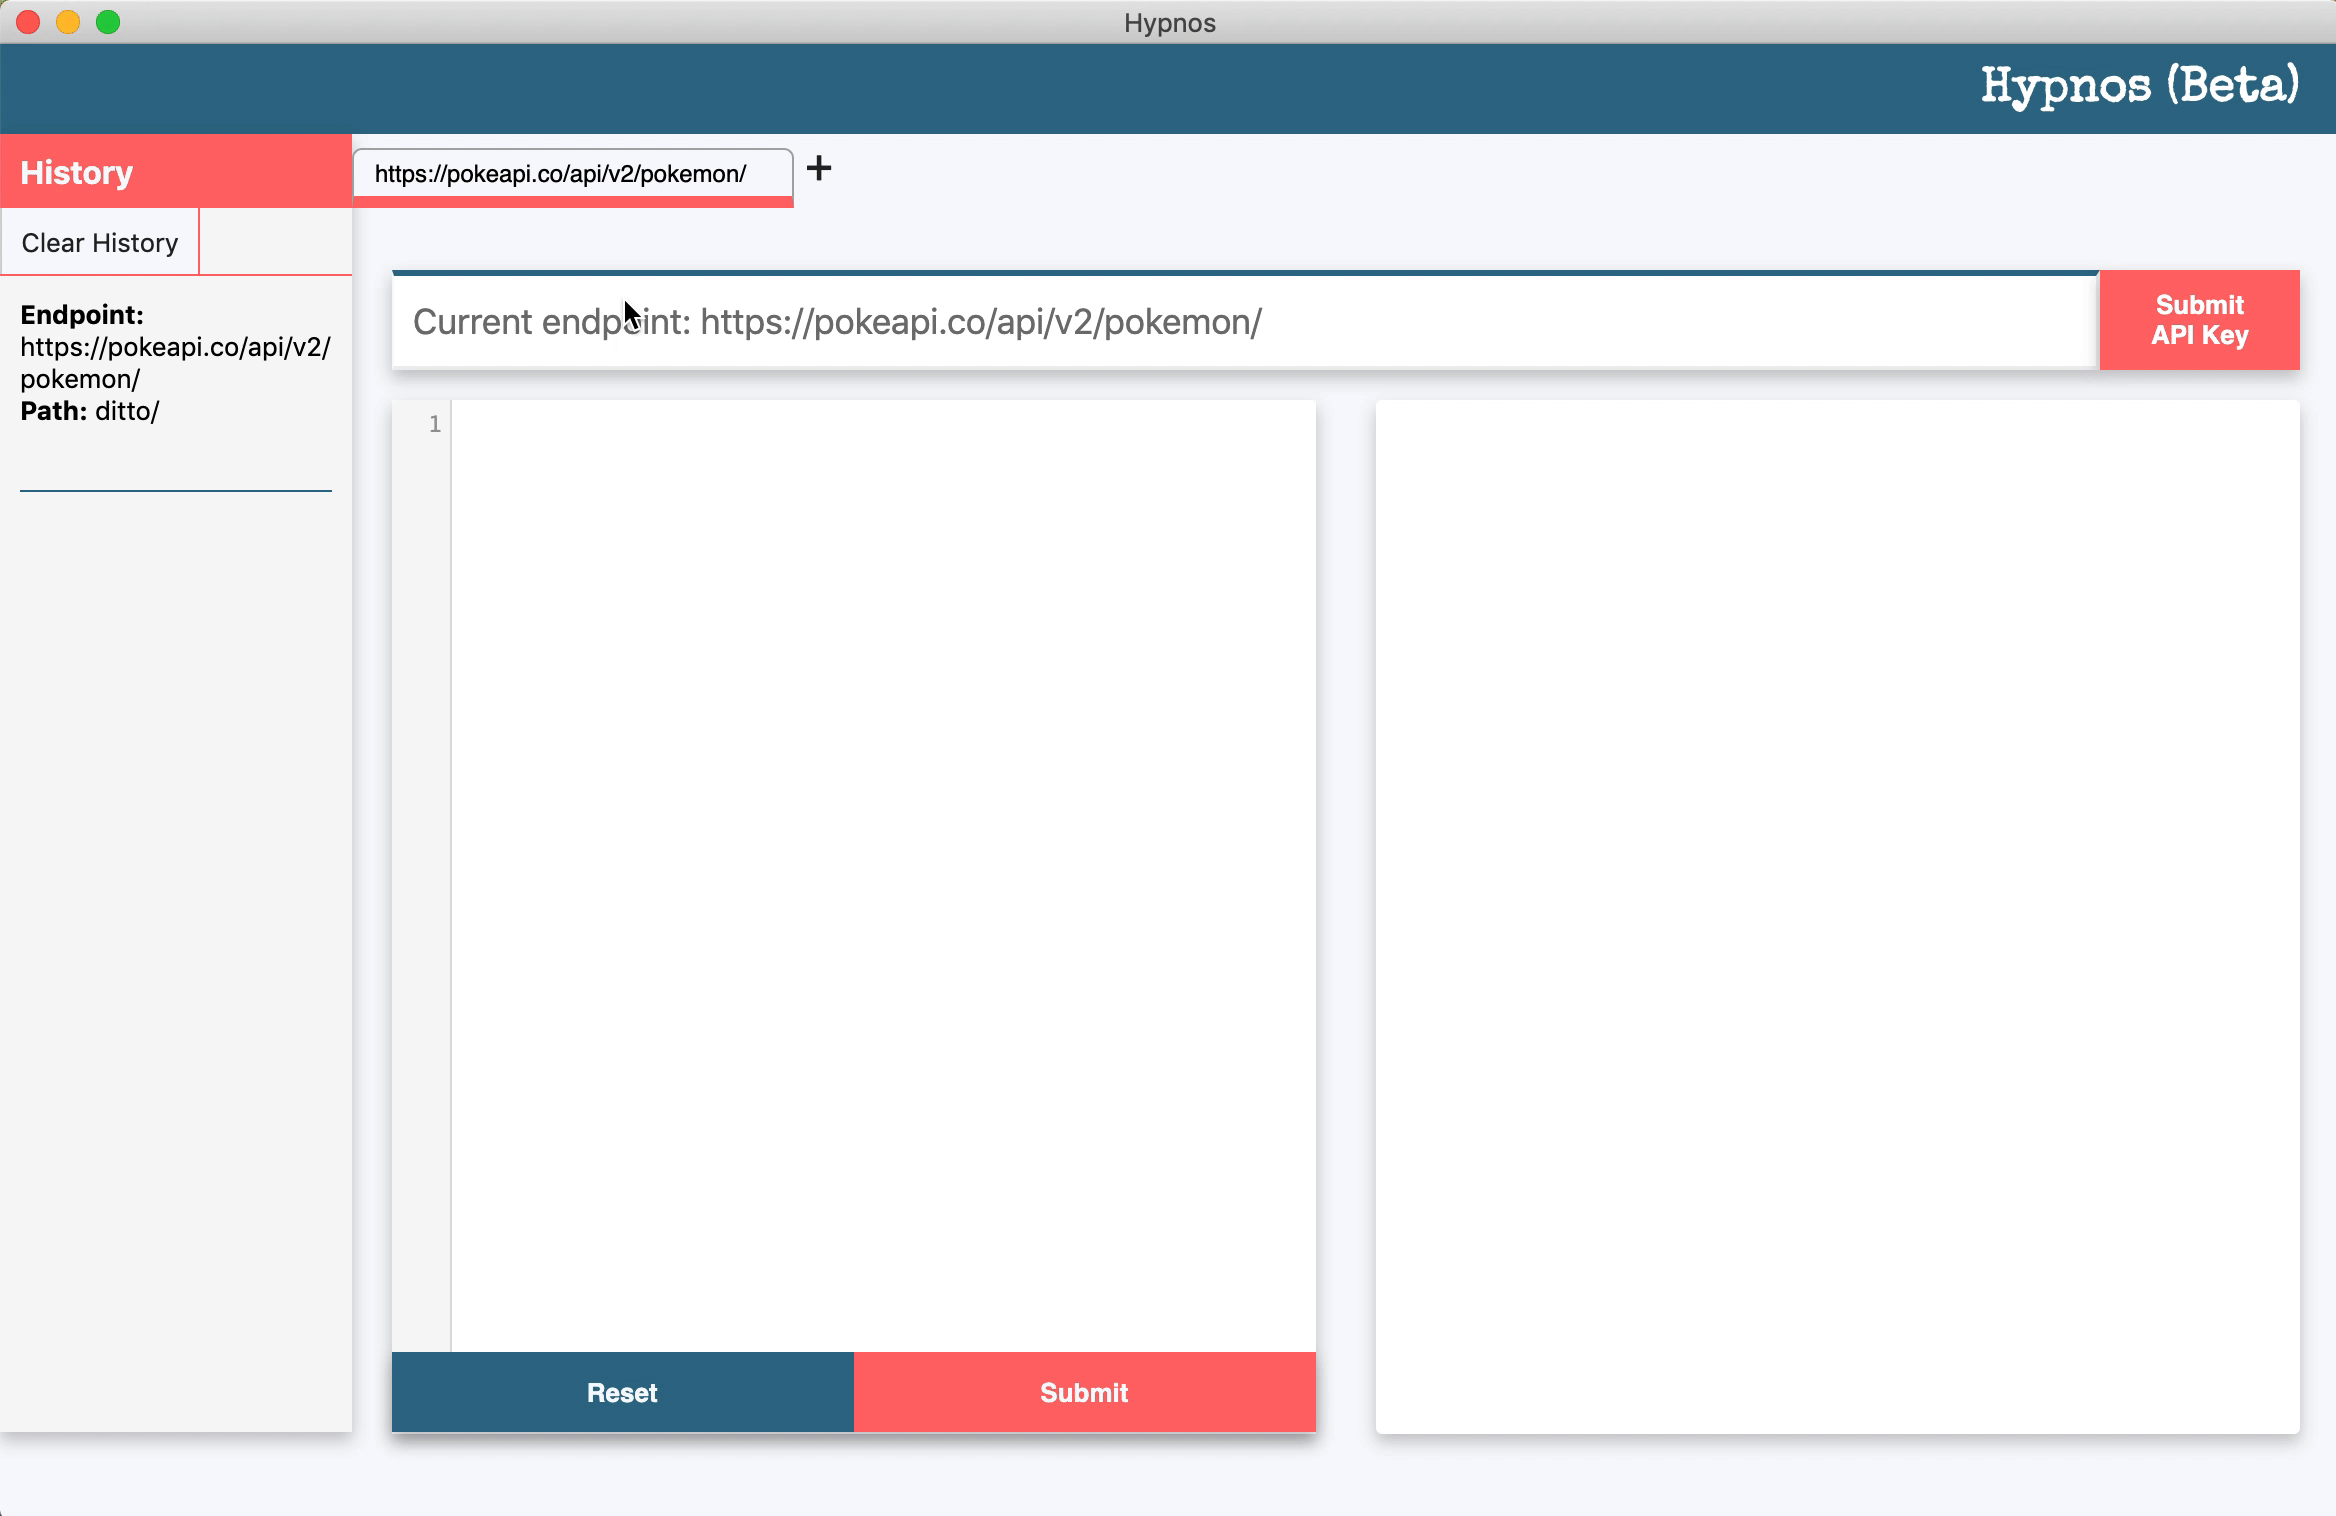 Hypnos
Hypnos (Beta)
History
https://pokeapi.co/api/v2/pokemon/
+
Clear History
Endpoint:
https://pokeapi.co/api/v2/
pokemon/
Path: ditto/
Current endpoint: https://pokeapi.co/api/v2/pokemon/
Submit
API Key
1
Reset
Submit